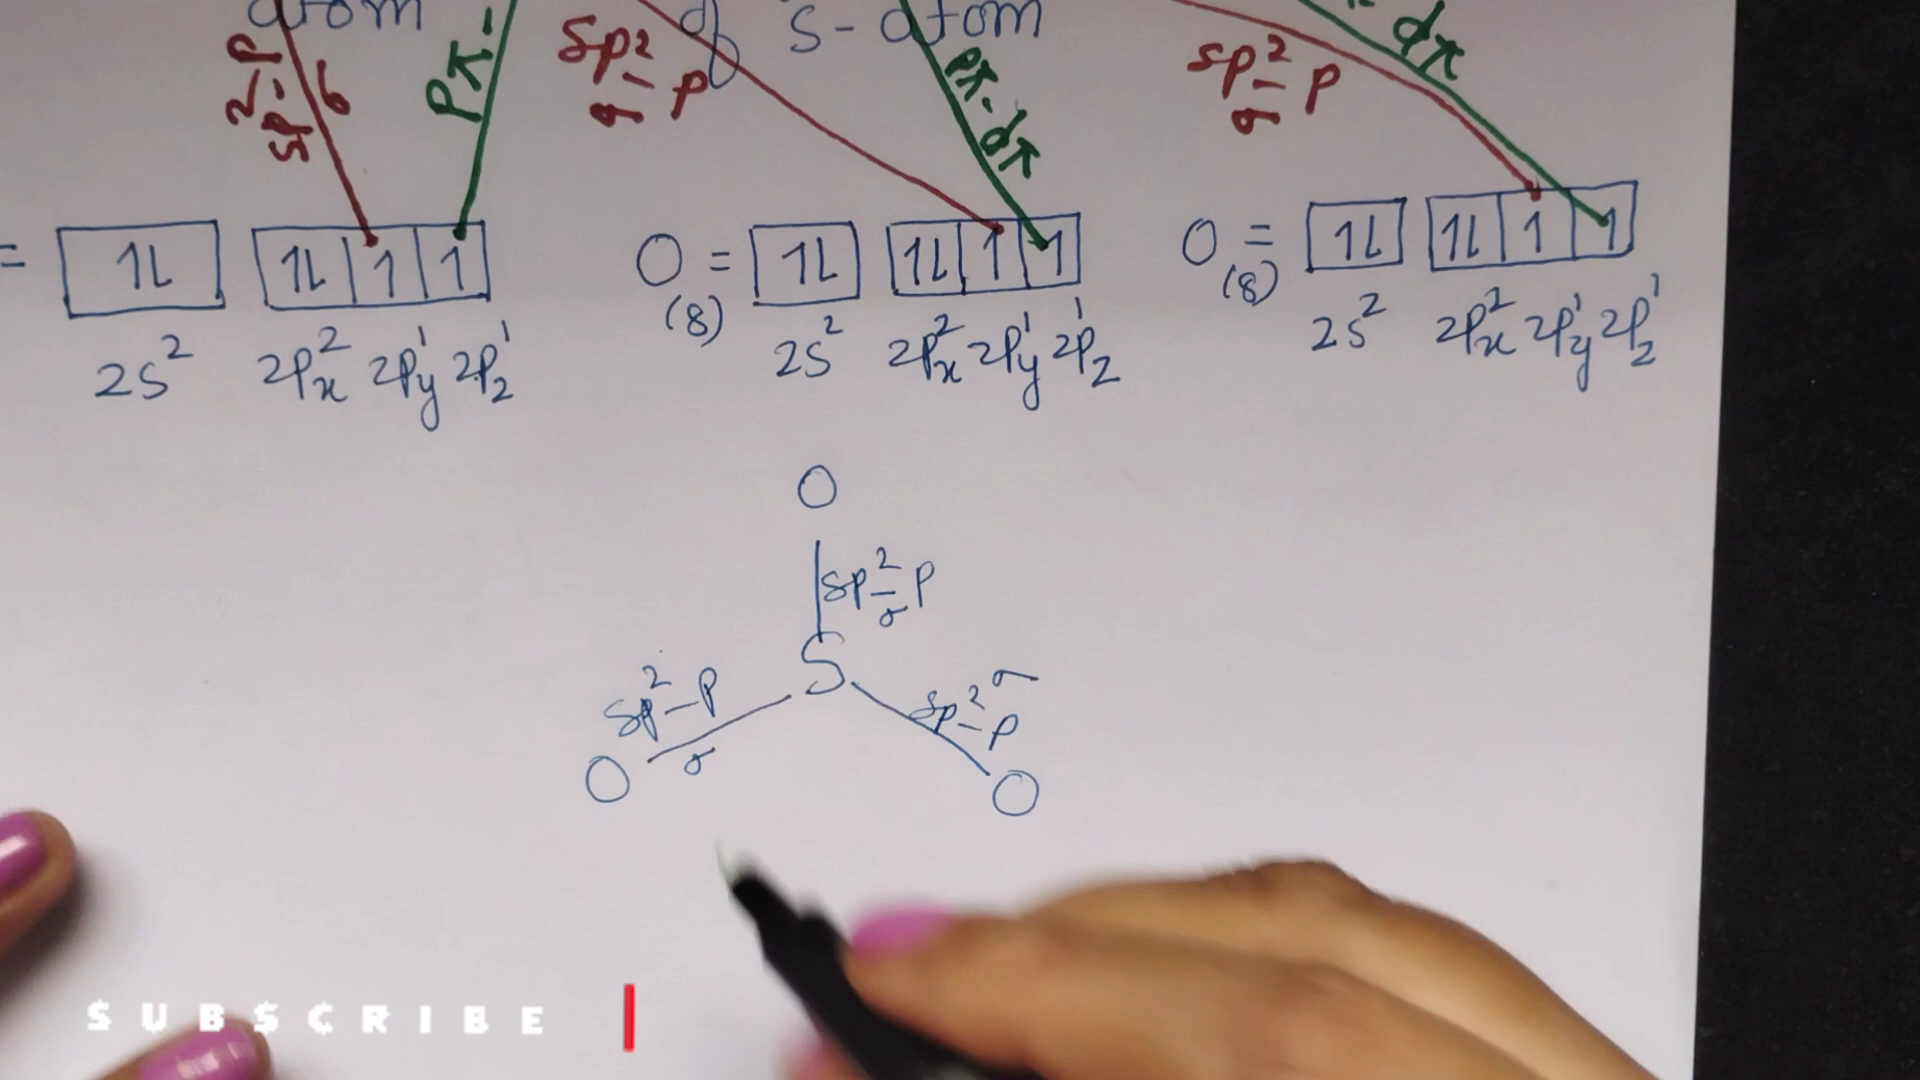 atom of S-atom
sp²-p σ pπ- sp²-p σ pπ-dπ sp²-p σ dπ
= 1l 1l 1 1 O = 1l 1l 1 1 O = 1l 1l 1 1
(8) (8)
2s² 2px² 2py¹ 2pz¹ 2s² 2px² 2py¹ 2pz¹ 2s² 2px² 2py¹ 2pz¹
O
sp²-p σ
S
sp²-p σ sp²-p σ
O O
SUBSCRIBE